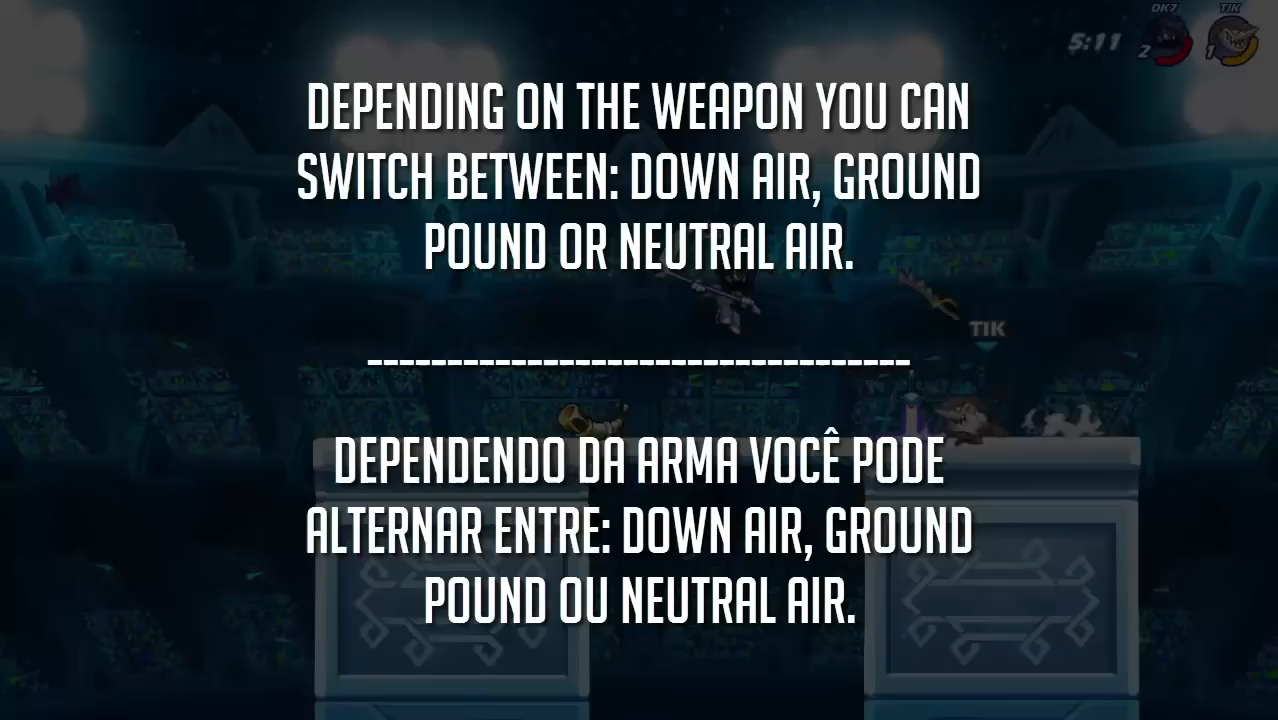 DK7 TIK
5:11 2 1
DEPENDING ON THE WEAPON YOU CAN
SWITCH BETWEEN: DOWN AIR, GROUND
POUND OR NEUTRAL AIR.
TIK
----------------------------------
DEPENDENDO DA ARMA VOCÊ PODE
ALTERNAR ENTRE: DOWN AIR, GROUND
POUND OU NEUTRAL AIR.